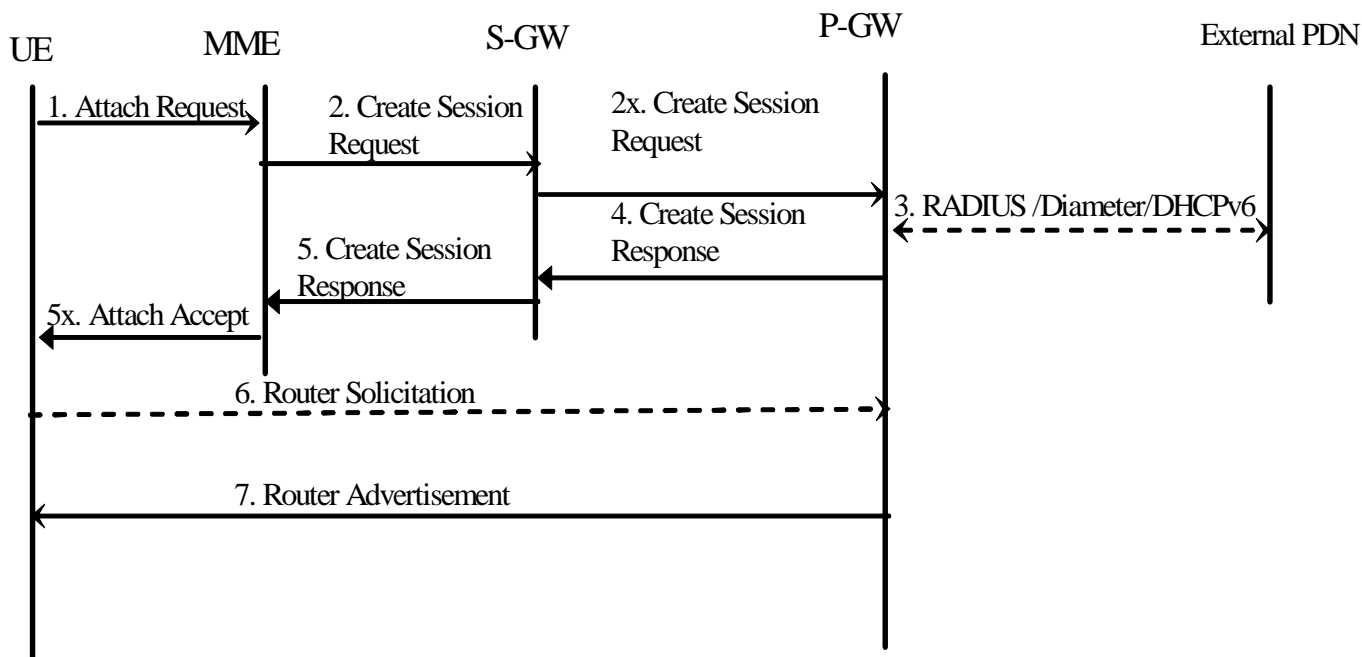 UE
MME
S-GW
P-GW
External PDN
1. Attach Request
2. Create Session
Request
2x. Create Session
Request
3. RADIUS /Diameter/DHCPv6
4. Create Session
Response
5. Create Session
Response
5x. Attach Accept
6. Router Solicitation
7. Router Advertisement